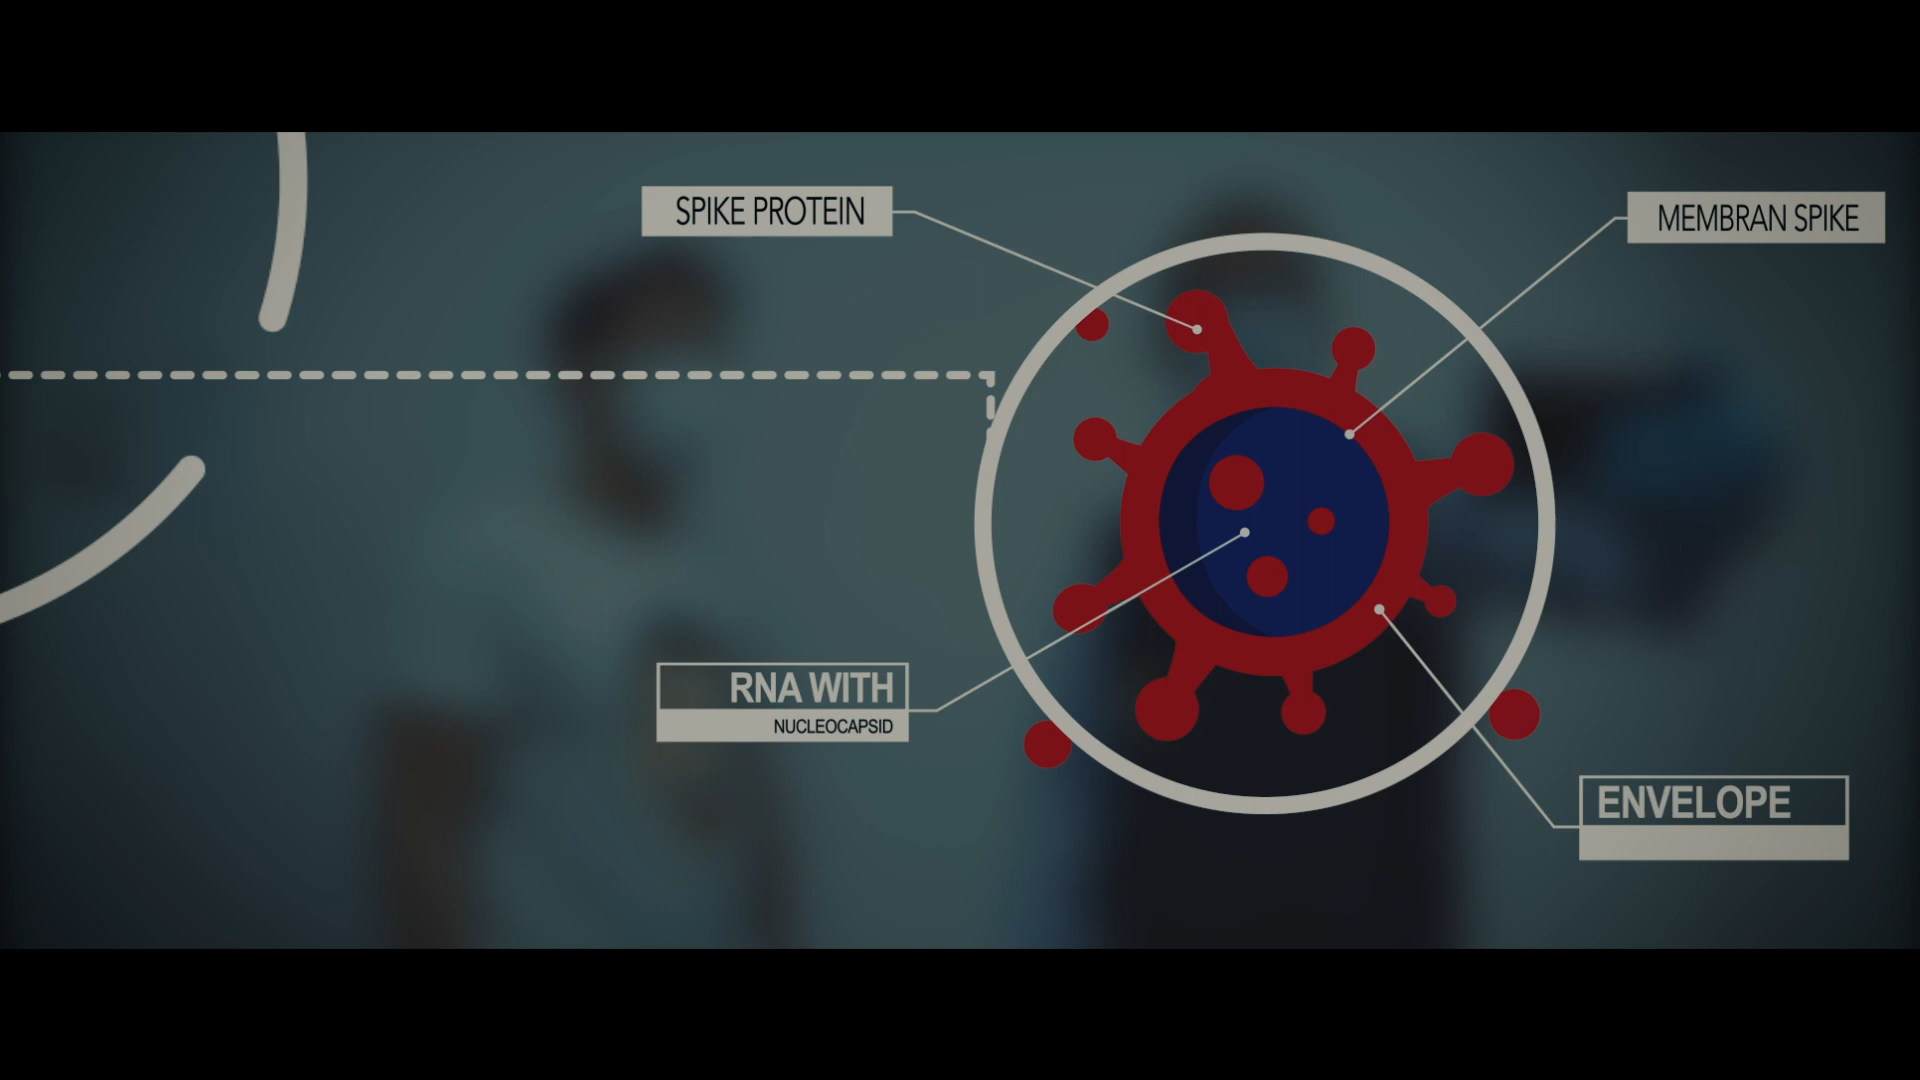 SPIKE PROTEIN
MEMBRAN SPIKE
RNA WITH
NUCLEOCAPSID
ENVELOPE